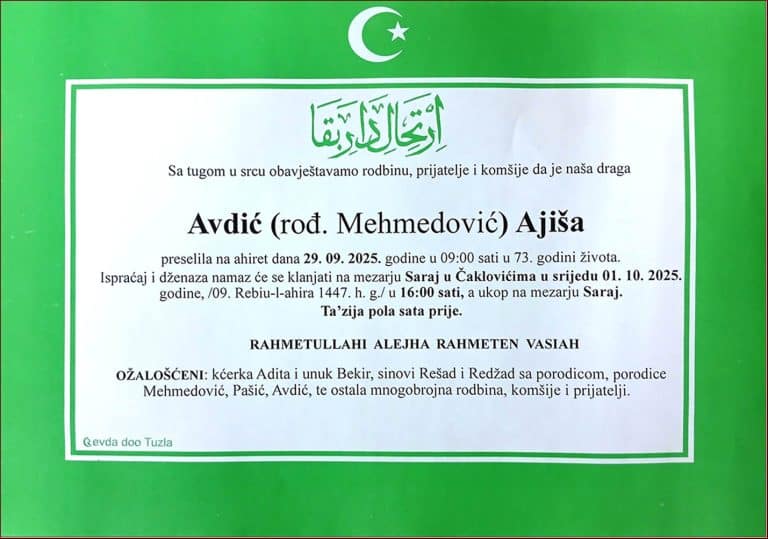 اِرْتِحَالِ دَارِ بَقَا
Sa tugom u srcu obavještavamo rodbinu, prijatelje i komšije da je naša draga
Avdić (rođ. Mehmedović) Ajiša
preselila na ahiret dana 29. 09. 2025. godine u 09:00 sati u 73. godini života.
Ispraćaj i dženaza namaz će se klanjati na mezarju Saraj u Čaklovićima u srijedu 01. 10. 2025.
godine, /09. Rebiu-l-ahira 1447. h. g./ u 16:00 sati, a ukop na mezarju Saraj.
Ta’zija pola sata prije.
RAHMETULLAHI ALEJHA RAHMETEN VASIAH
OŽALOŠĆENI: kćerka Adita i unuk Bekir, sinovi Rešad i Redžad sa porodicom, porodice
Mehmedović, Pašić, Avdić, te ostala mnogobrojna rodbina, komšije i prijatelji.
Qevda doo Tuzla